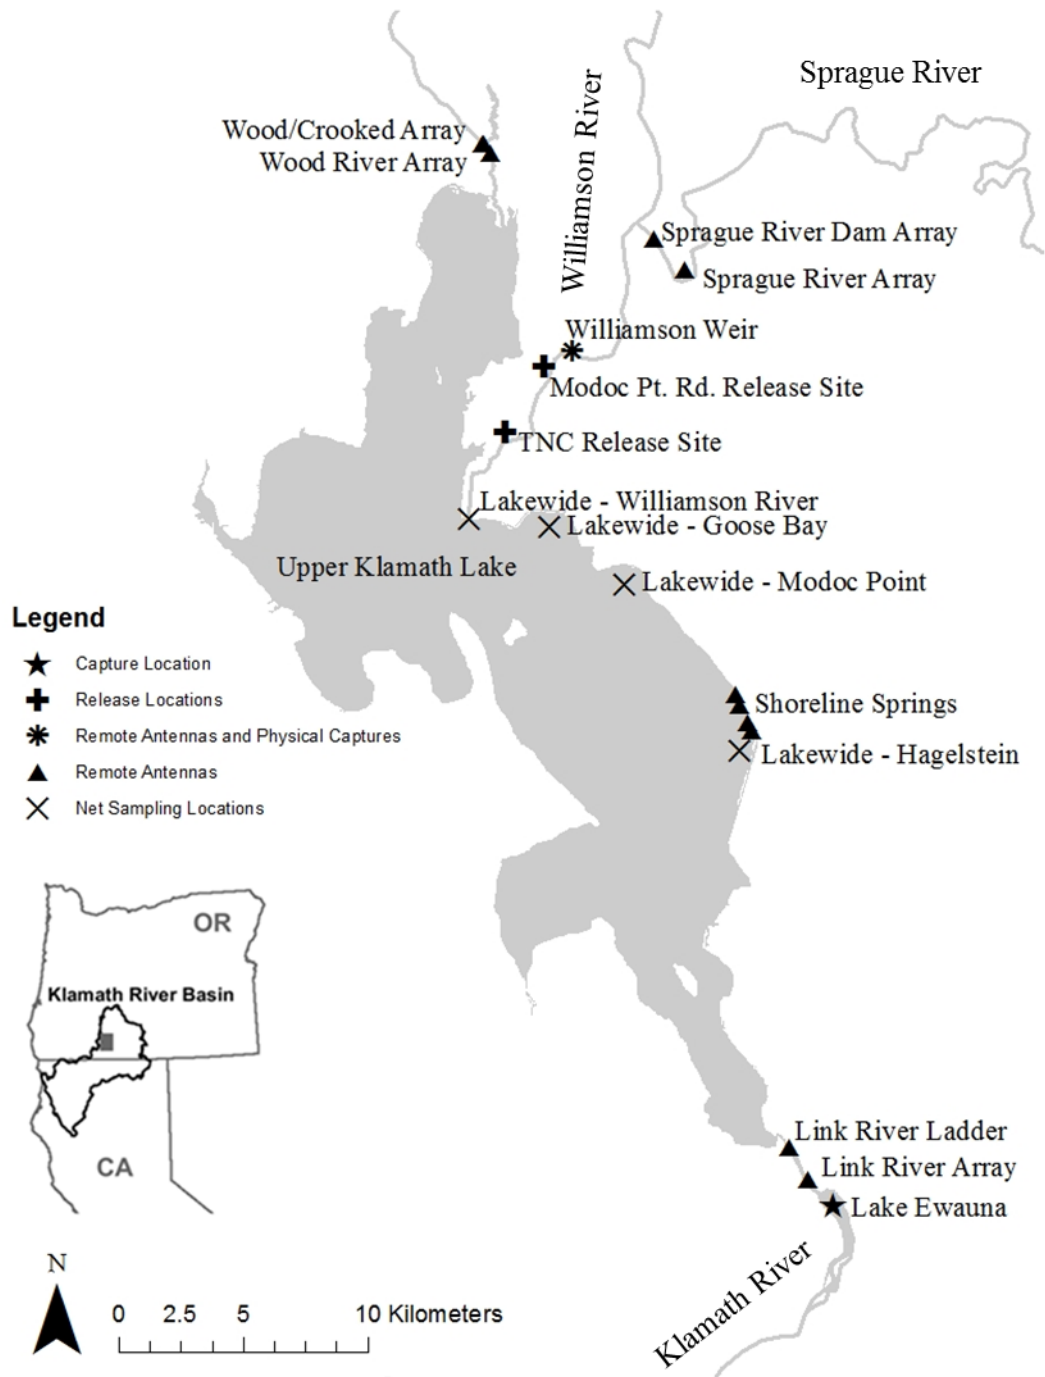 Sprague River
Williamson River
Wood/Crooked Array
Wood River Array
Sprague River Dam Array
Sprague River Array
Williamson Weir
Modoc Pt. Rd. Release Site
TNC Release Site
Lakewide - Williamson River
Lakewide - Goose Bay
Upper Klamath Lake
Lakewide - Modoc Point
Legend
Capture Location
Release Locations
Remote Antennas and Physical Captures
Remote Antennas
Net Sampling Locations
Shoreline Springs
Lakewide - Hagelstein
OR
Klamath River Basin
CA
Link River Ladder
Link River Array
Lake Ewauna
Klamath River
N
0 2.5 5 10 Kilometers